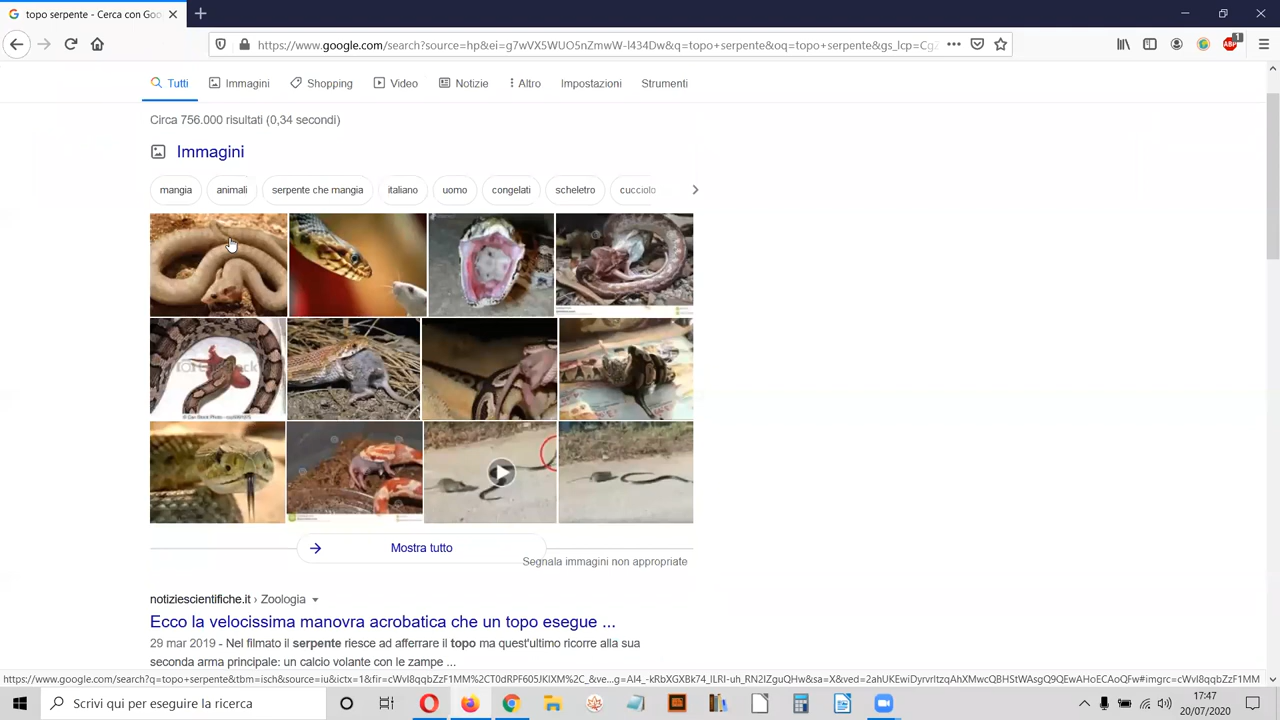 topo serpente - Cerca con Goo
https://www.google.com/search?source=hp&ei=g7wVX5WUO5nZmwW-l434Dw&q=topo+serpente&oq=topo+serpente&gs_lcp=CgZ
ABP 1
Tutti Immagini Shopping Video Notizie Altro Impostazioni Strumenti
Circa 756.000 risultati (0,34 secondi)
Immagini
mangia animali serpente che mangia italiano uomo congelati scheletro cucciolo
Mostra tutto
Segnala immagini non appropriate
notiziescientifiche.it › Zoologia
Ecco la velocissima manovra acrobatica che un topo esegue ...
29 mar 2019 - Nel filmato il serpente riesce ad afferrare il topo ma quest'ultimo ricorre alla sua
seconda arma principale: un calcio volante con le zampe ...
Scrivi qui per eseguire la ricerca
17:47
20/07/2020